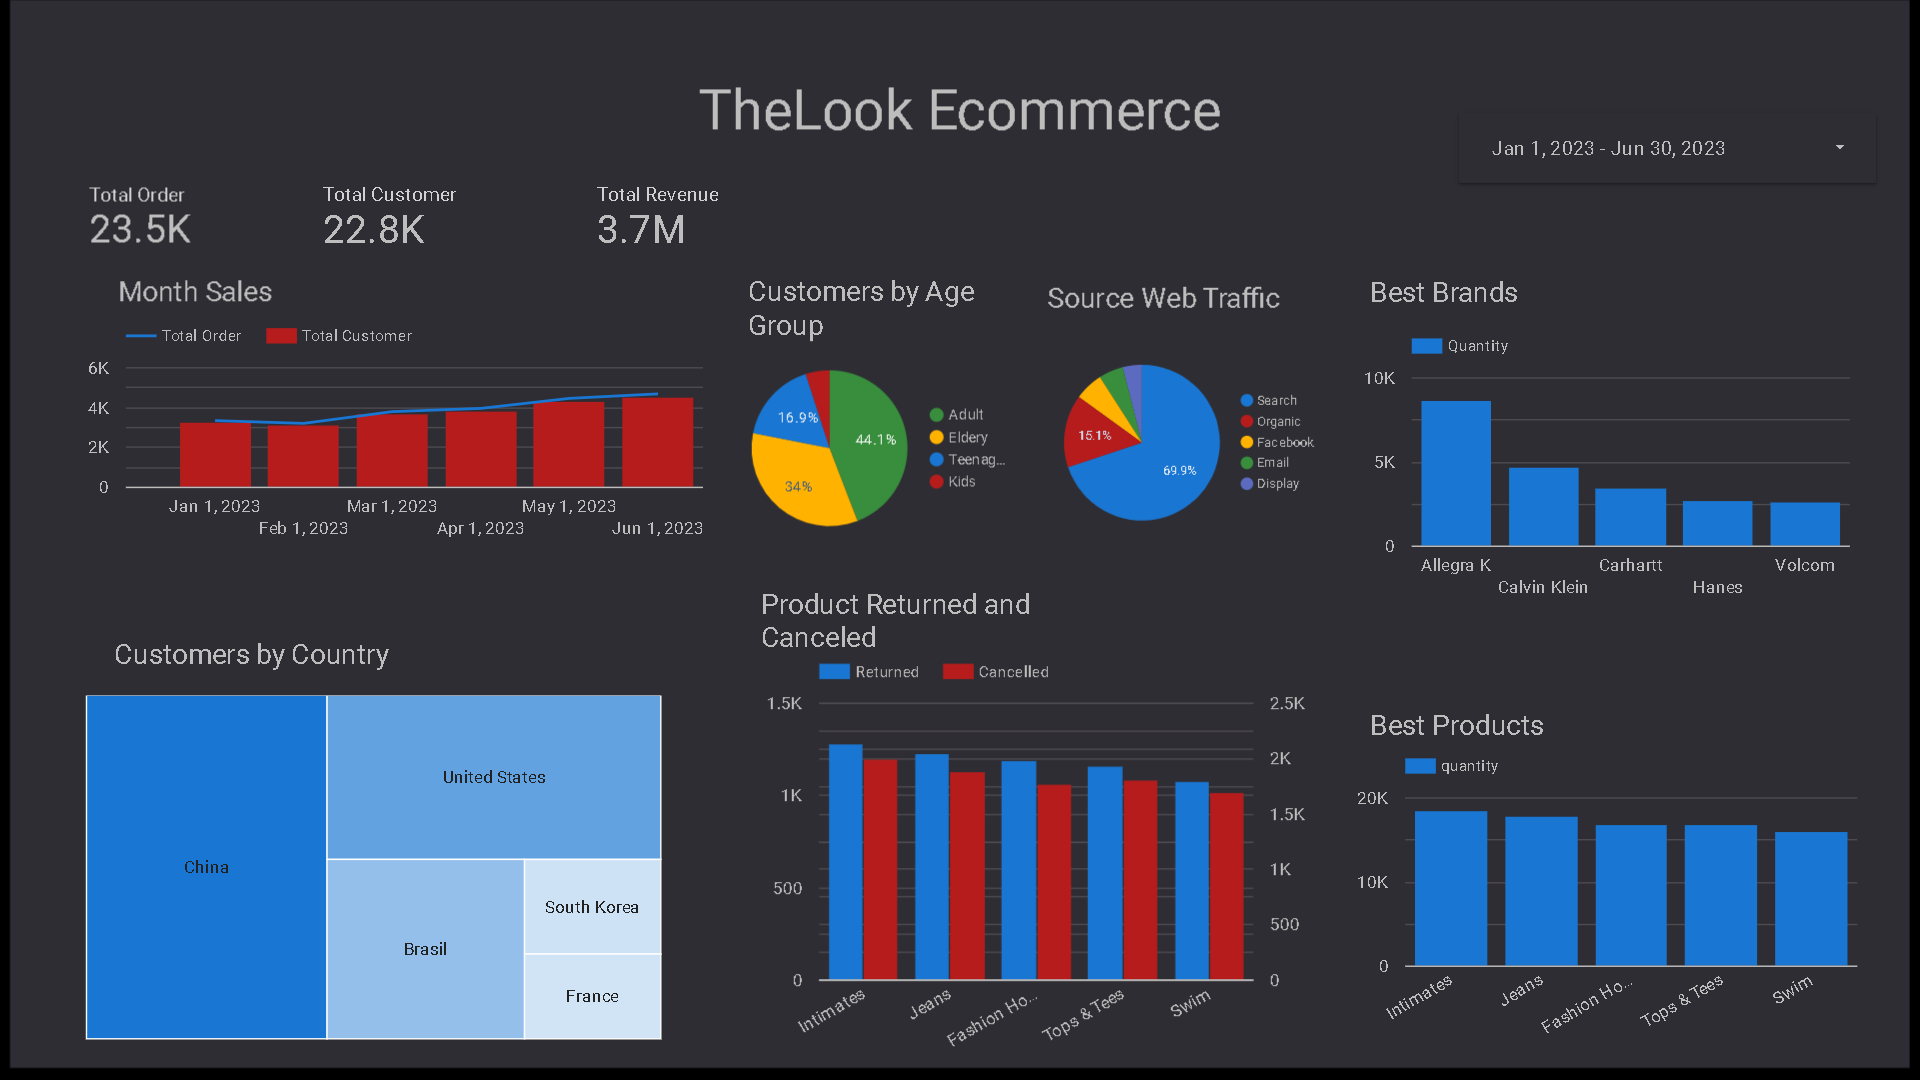 TheLook Ecommerce
Jan 1, 2023 - Jun 30, 2023
Total Order
23.5K
Total Customer
22.8K
Total Revenue
3.7M
Month Sales
Total Order
Total Customer
6K
4K
2K
0
Jan 1, 2023
Feb 1, 2023
Mar 1, 2023
Apr 1, 2023
May 1, 2023
Jun 1, 2023
Customers by Age
Group
16.9%
44.1%
34%
Adult
Eldery
Teenag...
Kids
Source Web Traffic
15.1%
69.9%
Search
Organic
Facebook
Email
Display
Best Brands
Quantity
10K
5K
0
Allegra K
Calvin Klein
Carhartt
Hanes
Volcom
Customers by Country
China
United States
Brasil
South Korea
France
Product Returned and
Canceled
Returned
Cancelled
1.5K
1K
500
0
2.5K
2K
1.5K
1K
500
0
Intimates
Jeans
Fashion Ho...
Tops & Tees
Swim
Best Products
quantity
20K
10K
0
Intimates
Jeans
Fashion Ho...
Tops & Tees
Swim